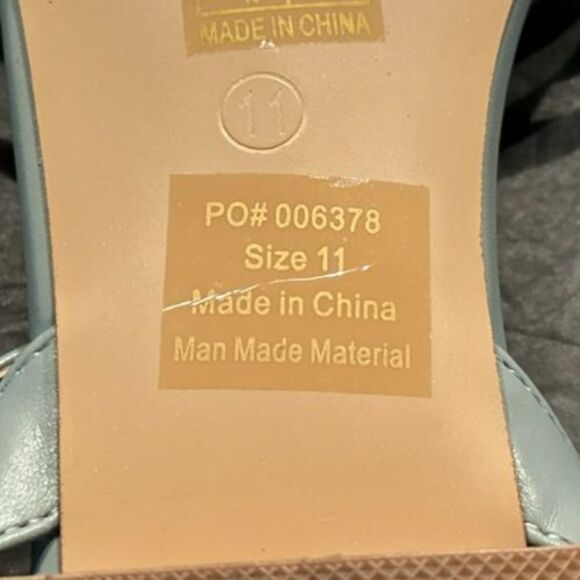 MADE IN CHINA
11
PO# 006378
Size 11
Made in China
Man Made Material